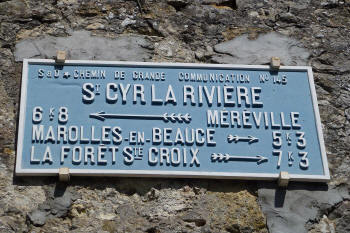 S & O * CHEMIN DE GRANDE COMMUNICATION No 145
St CYR LA RIVIÈRE
6K8 MEREVILLE
MAROLLES-EN-BEAUCE 5K3
LA FORÊT Ste CROIX 7K3